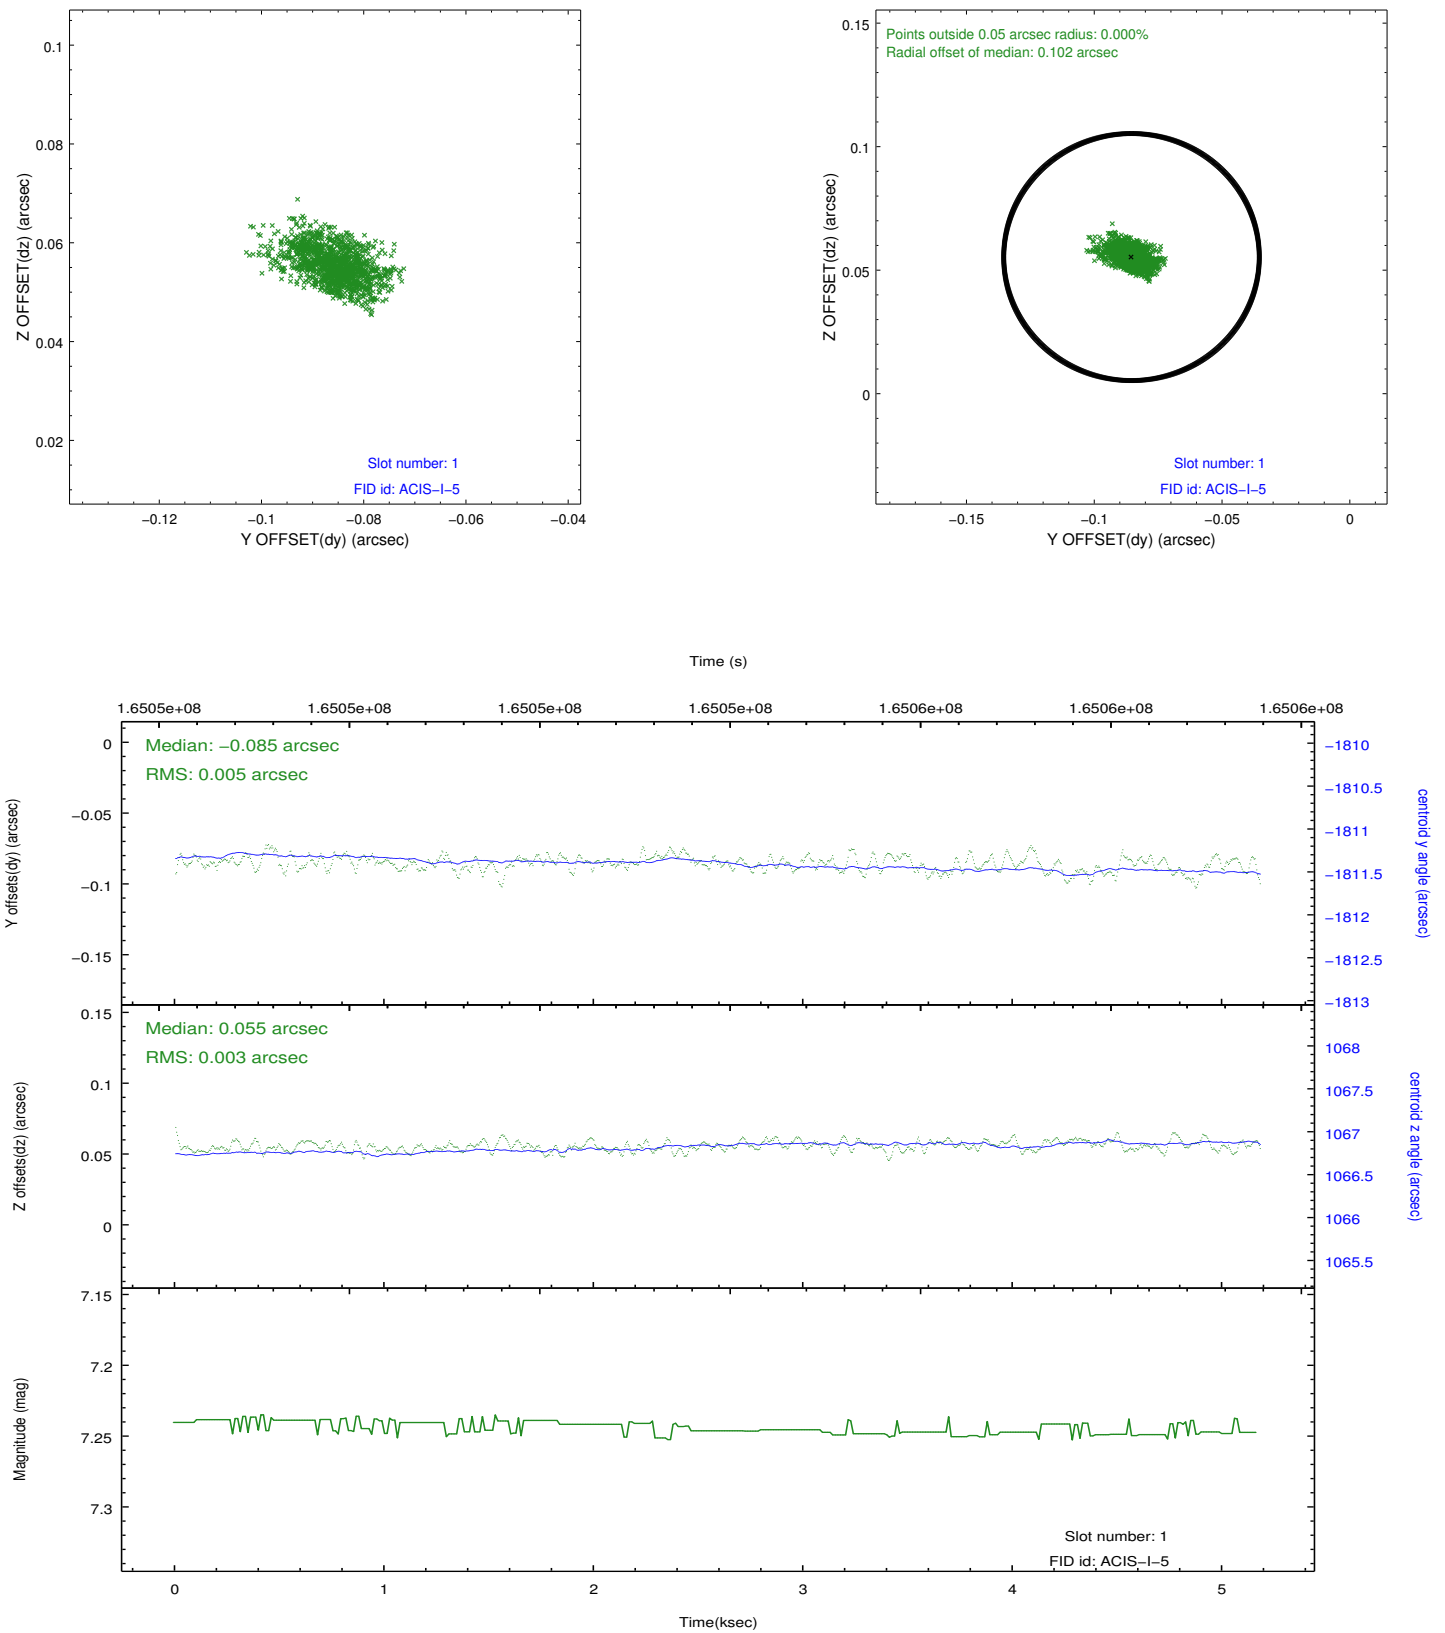 0.1
0.08
0.06
0.04
0.02
Z OFFSET(dz) (arcsec)
Slot number: 1
FID id: ACIS−I−5
−0.12 −0.1 −0.08 −0.06 −0.04
Y OFFSET(dy) (arcsec)
Points outside 0.05 arcsec radius: 0.000%
Radial offset of median: 0.102 arcsec
0.15
0.1
0.05
0
Z OFFSET(dz) (arcsec)
Slot number: 1
FID id: ACIS−I−5
−0.15 −0.1 −0.05 0
Y OFFSET(dy) (arcsec)
Time (s)
1.6505e+08 1.6505e+08 1.6505e+08 1.6505e+08 1.6506e+08 1.6506e+08 1.6506e+08
Median: −0.085 arcsec
RMS: 0.005 arcsec
0
−0.05
−0.1
−0.15
Y offsets(dy) (arcsec)
−1810
−1810.5
−1811
−1811.5
−1812
−1812.5
−1813
centroid y angle (arcsec)
Median: 0.055 arcsec
RMS: 0.003 arcsec
0.15
0.1
0.05
0
Z offsets(dz) (arcsec)
1068
1067.5
1067
1066.5
1066
1065.5
centroid z angle (arcsec)
7.15
7.2
7.25
7.3
Magnitude (mag)
Slot number: 1
FID id: ACIS−I−5
0 1 2 3 4 5
Time(ksec)